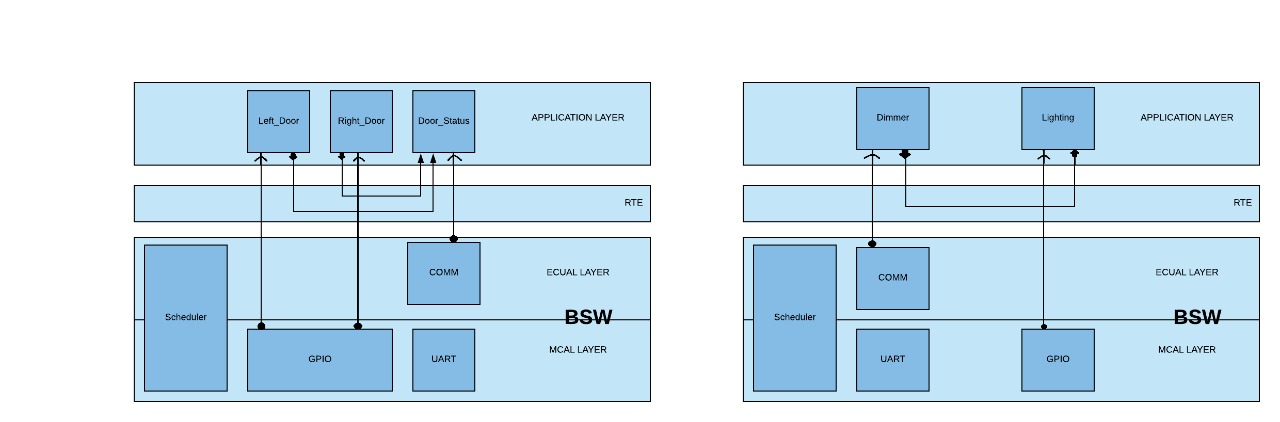 Left_Door
Right_Door
Door_Status
APPLICATION LAYER
RTE
COMM
ECUAL LAYER
Scheduler
BSW
GPIO
UART
MCAL LAYER
Dimmer
Lighting
APPLICATION LAYER
RTE
COMM
ECUAL LAYER
Scheduler
BSW
UART
GPIO
MCAL LAYER